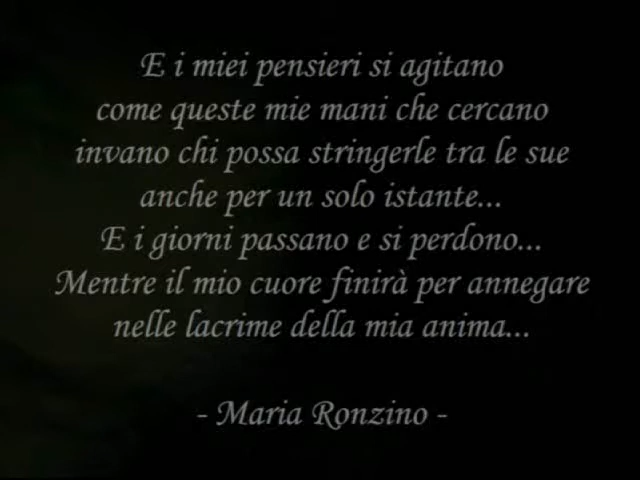 E i miei pensieri si agitano
come queste mie mani che cercano
invano chi possa stringerle tra le sue
anche per un solo istante...
E i giorni passano e si perdono...
Mentre il mio cuore finirà per annegare
nelle lacrime della mia anima...
- Maria Ronzino -